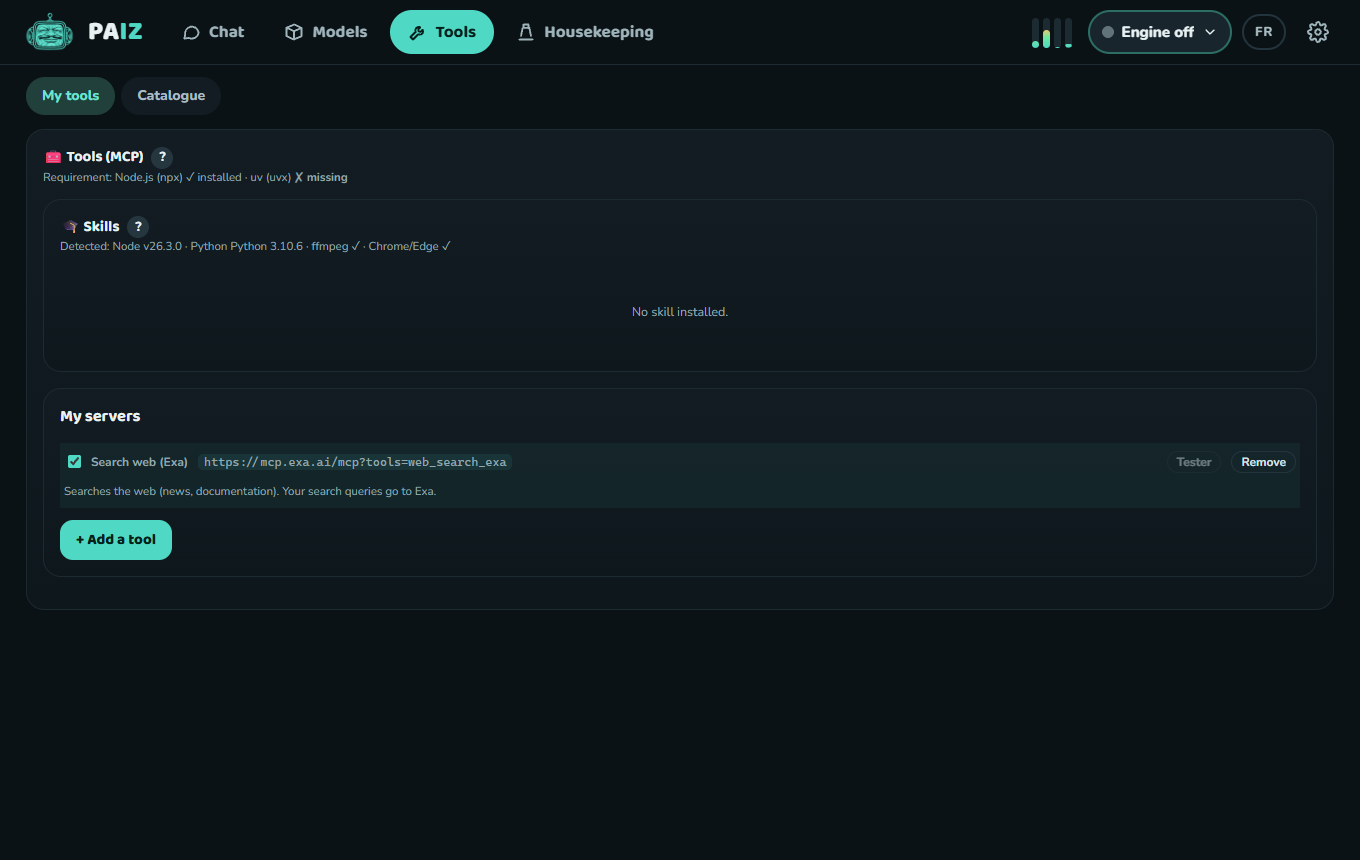 PAIZ Chat Models Tools Housekeeping Engine off FR
My tools Catalogue
Tools (MCP) ?
Requirement: Node.js (npx) ✓ installed · uv (uvx) ✗ missing
Skills ?
Detected: Node v26.3.0 · Python Python 3.10.6 · ffmpeg ✓ · Chrome/Edge ✓
No skill installed.
My servers
Search web (Exa) https://mcp.exa.ai/mcp?tools=web_search_exa Tester Remove
Searches the web (news, documentation). Your search queries go to Exa.
+ Add a tool